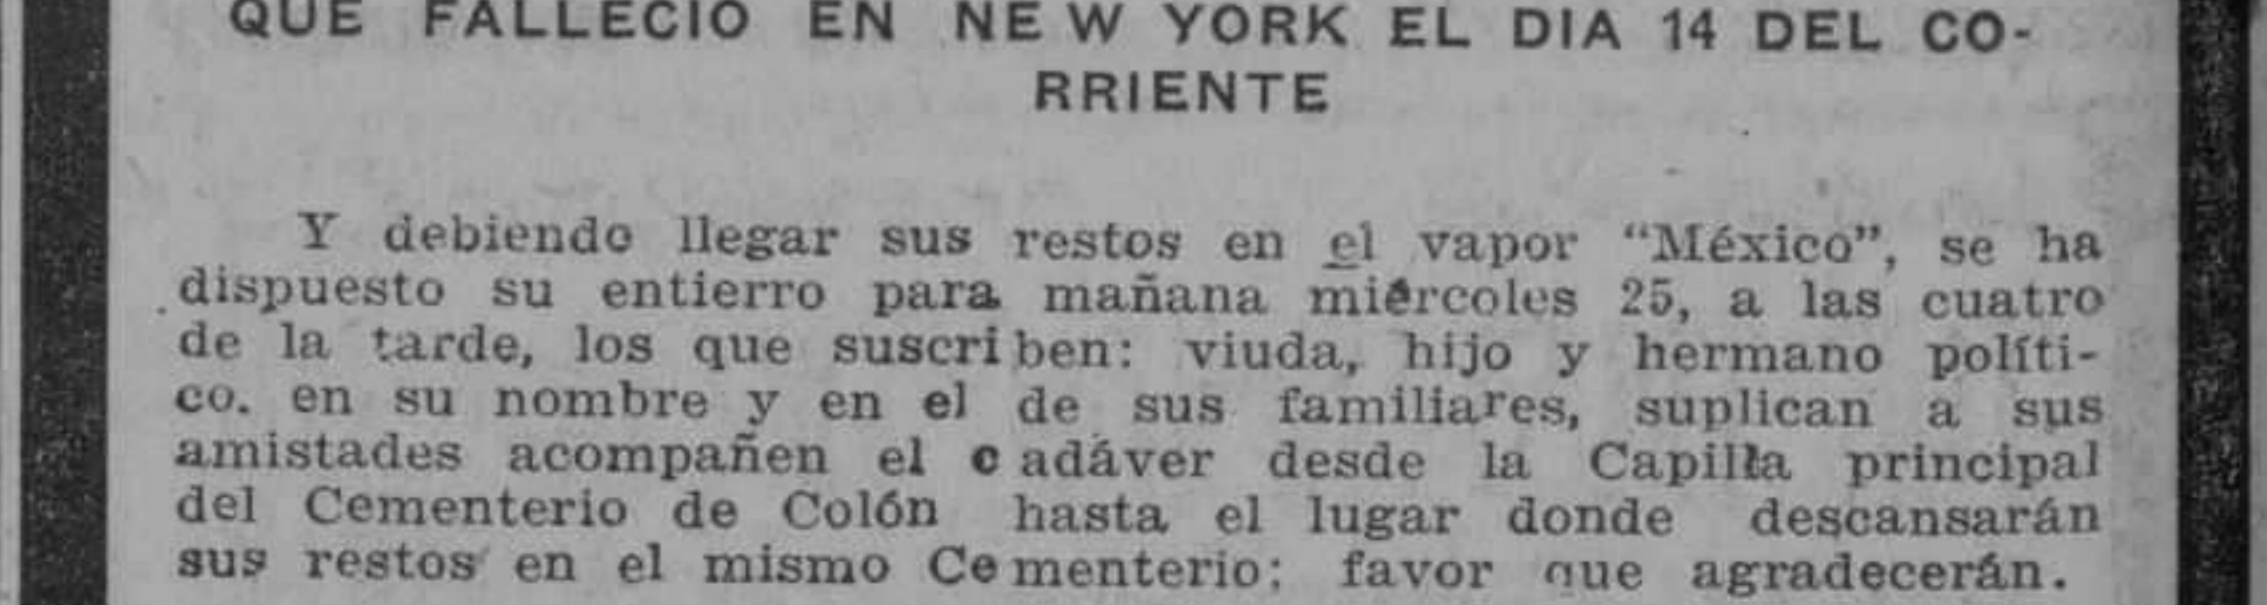 QUE FALLECIO EN NEW YORK EL DIA 14 DEL CO-
RRIENTE
Y debiendo llegar sus restos en el vapor “México”, se ha
dispuesto su entierro para mañana miércoles 25, a las cuatro
de la tarde, los que suscriben: viuda, hijo y hermano políti-
co. en su nombre y en el de sus familiares, suplican a sus
amistades acompañen el cadáver desde la Capilla principal
del Cementerio de Colón hasta el lugar donde descansarán
sus restos en el mismo Cementerio; favor que agradecerán.